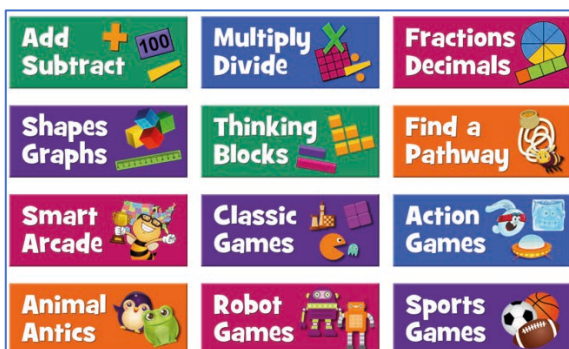 Add
Subtract
100
Multiply
Divide
Fractions
Decimals
Shapes
Graphs
Thinking
Blocks
Find a
Pathway
Smart
Arcade
Classic
Games
Action
Games
Animal
Antics
Robot
Games
Sports
Games